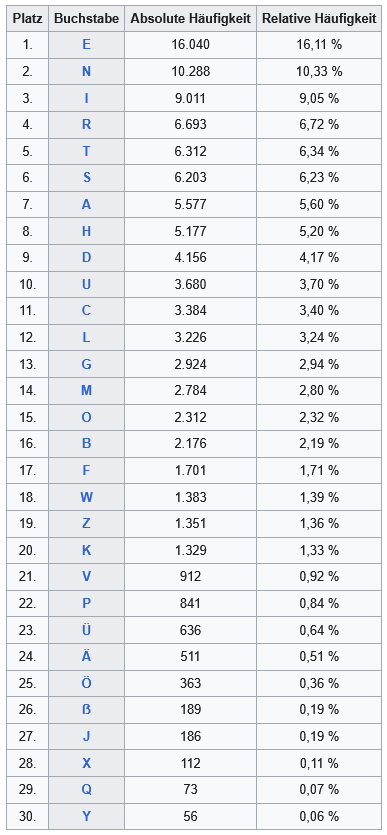 Platz Buchstabe Absolute Häufigkeit Relative Häufigkeit
1. E 16.040 16,11 %
2. N 10.288 10,33 %
3. I 9.011 9,05 %
4. R 6.693 6,72 %
5. T 6.312 6,34 %
6. S 6.203 6,23 %
7. A 5.577 5,60 %
8. H 5.177 5,20 %
9. D 4.156 4,17 %
10. U 3.680 3,70 %
11. C 3.384 3,40 %
12. L 3.226 3,24 %
13. G 2.924 2,94 %
14. M 2.784 2,80 %
15. O 2.312 2,32 %
16. B 2.176 2,19 %
17. F 1.701 1,71 %
18. W 1.383 1,39 %
19. Z 1.351 1,36 %
20. K 1.329 1,33 %
21. V 912 0,92 %
22. P 841 0,84 %
23. Ü 636 0,64 %
24. Ä 511 0,51 %
25. Ö 363 0,36 %
26. ẞ 189 0,19 %
27. J 186 0,19 %
28. X 112 0,11 %
29. Q 73 0,07 %
30. Y 56 0,06 %